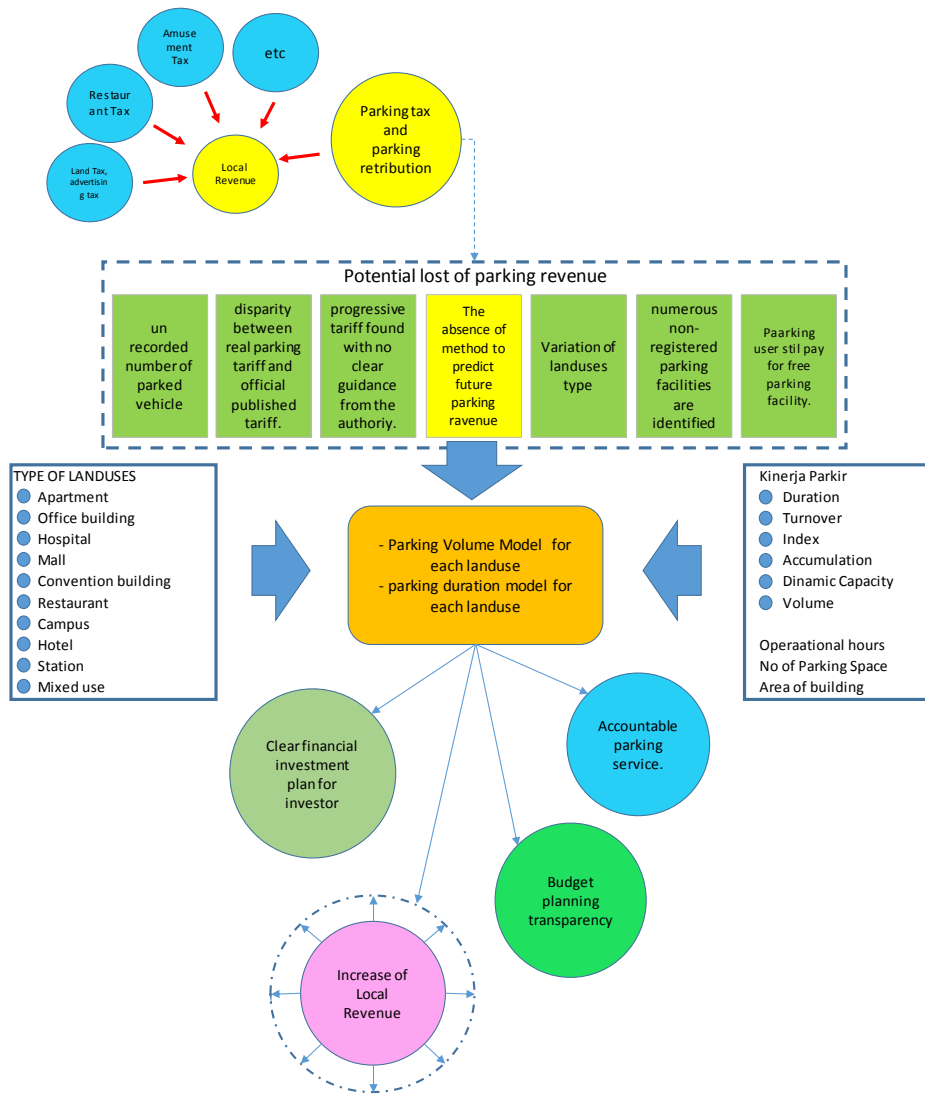 Amuse
ment
Tax
etc
Restaur
ant Tax
Parking tax
and
parking
retribution
Local
Revenue
Land Tax,
advertisin
g tax
Potential lost of parking revenue
un
recorded
number of
parked
vehicle
disparity
between
real parking
tariff and
official
published
tariff.
progressive
tariff found
with no
clear
guidance
from the
authoriy.
The
absence of
method to
predict
future
parking
ravenue
Variation of
landuses
type
numerous
non-
registered
parking
facilities
are
identified
Paarking
user stil pay
for free
parking
facility.
TYPE OF LANDUSES
Apartment
Office building
Hospital
Mall
Convention building
Restaurant
Campus
Hotel
Station
Mixed use
- Parking Volume Model for
each landuse
- parking duration model for
each landuse
Kinerja Parkir
Duration
Turnover
Index
Accumulation
Dinamic Capacity
Volume
Operaational hours
No of Parking Space
Area of building
Clear financial
investment
plan for
investor
Accountable
parking
service.
Budget
planning
transparency
Increase of
Local
Revenue